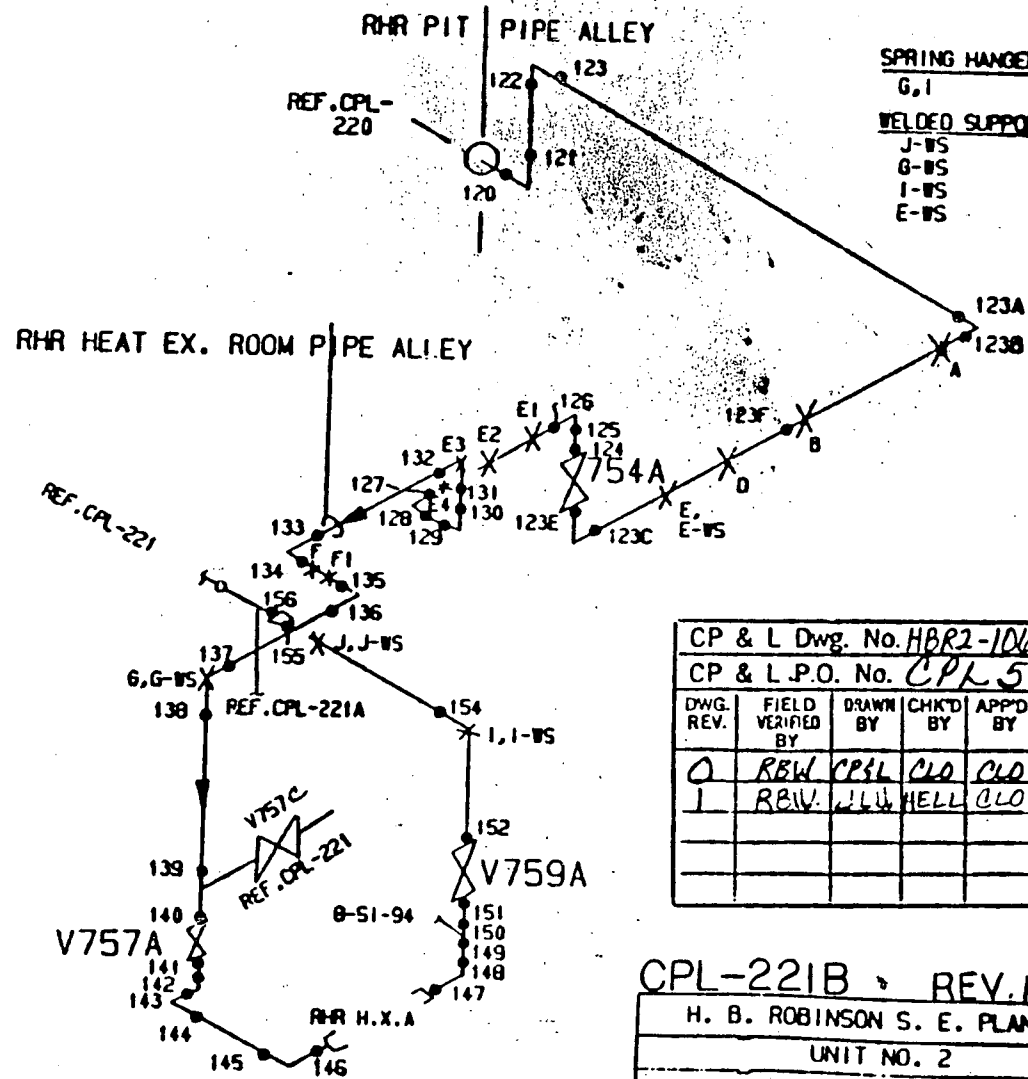 RHR PIT PIPE ALLEY
SPRING HANGE
G,I
WELDED SUPPO
J-WS
G-WS
I-WS
E-WS
REF.CPL-
220
122
123
121
120
123A
123B
A
RHR HEAT EX. ROOM PIPE ALLEY
126
E1
125
124
123F
B
E2
E3
754A
D
132
127
131
E4
130
128
129
123E
E,
E-WS
123C
REF.CPL-221
133
F
F1
134
135
156
136
155
J,J-WS
137
G,G-WS
138
REF.CPL-221A
154
I,I-WS
V757C
REF.CPL-221
152
139
V759A
140
8-SI-94
151
150
V757A
149
141
148
142
147
143
144
RHR H.X.A
145
146
CP & L Dwg. No. HBR2-106
CP & L P.O. No. CPL 5
DWG. REV. FIELD VERIFIED BY DRAWN BY CHK'D BY APP'D BY
0 RBW CP&L CLO CLO
1 RBW. HELL CLO
CPL-221B REV.
H. B. ROBINSON S. E. PLAN
UNIT NO. 2